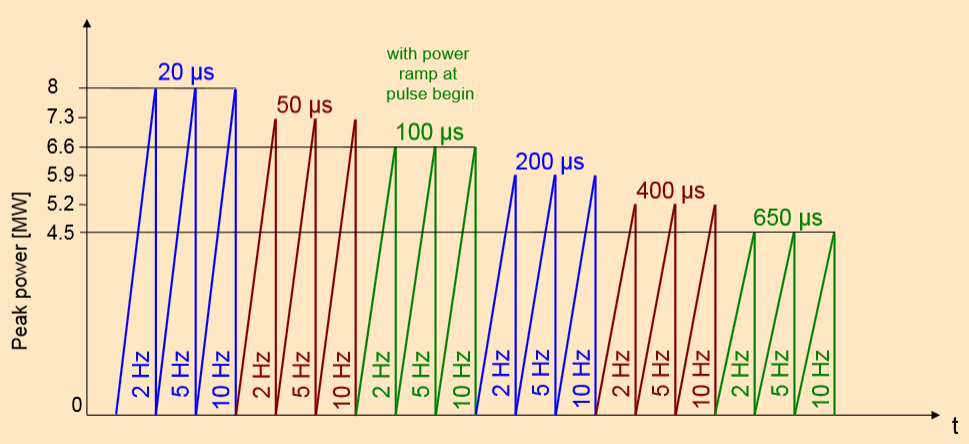 with power
ramp at
pulse begin
20 µs
50 µs
100 µs
200 µs
400 µs
650 µs
8
7.3
6.6
5.9
5.2
4.5
0
Peak power [MW]
2 Hz
5 Hz
10 Hz
2 Hz
5 Hz
10 Hz
2 Hz
5 Hz
10 Hz
2 Hz
5 Hz
10 Hz
2 Hz
5 Hz
10 Hz
2 Hz
5 Hz
10 Hz
t